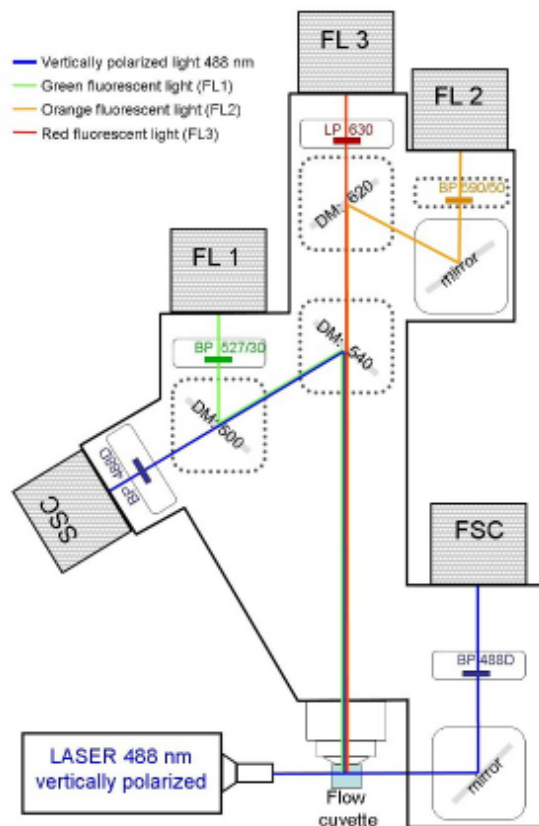 Vertically polarized light 488 nm
Green fluorescent light (FL1)
Orange fluorescent light (FL2)
Red fluorescent light (FL3)
FL 3
FL 2
LP 630
DM: 620
BP 590/50
mirror
FL 1
BP 527/30
DM: 540
DM: 500
BP 488D
SSC
FSC
BP 488D
LASER 488 nm
vertically polarized
mirror
Flow
cuvette